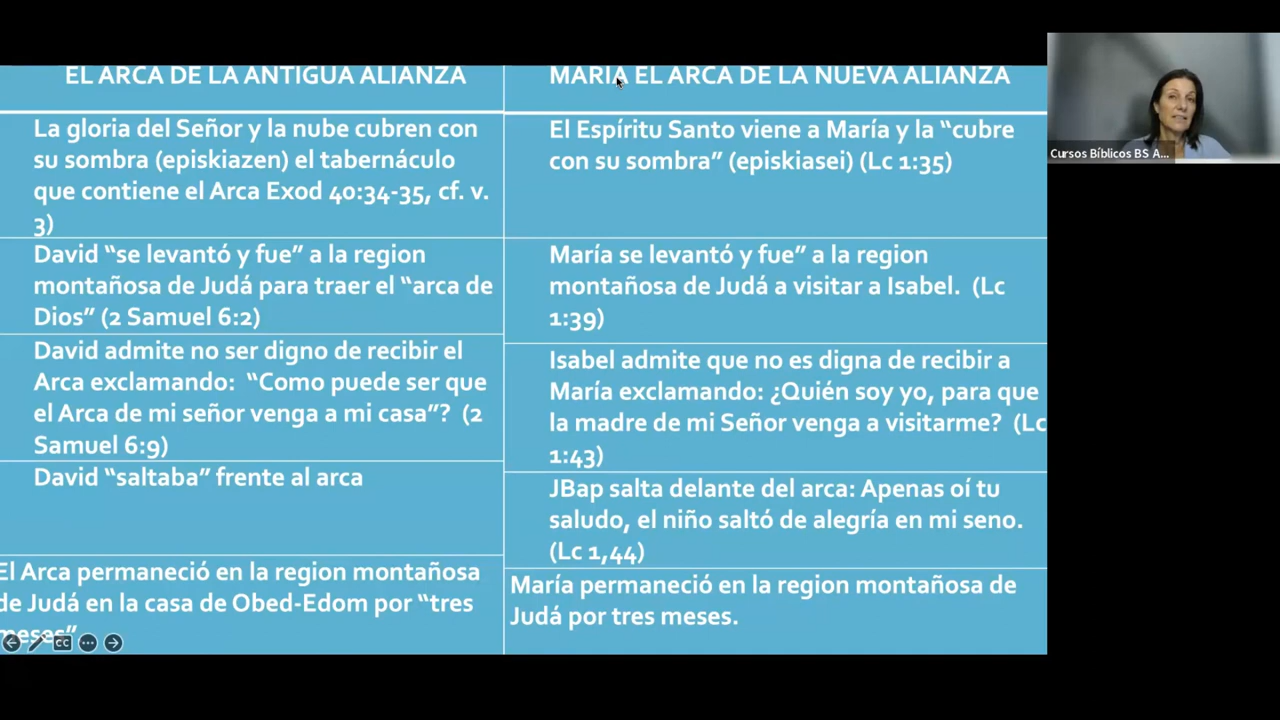 EL ARCA DE LA ANTIGUA ALIANZA
MARIA EL ARCA DE LA NUEVA ALIANZA
La gloria del Señor y la nube cubren con
su sombra (episkiazen) el tabernáculo
que contiene el Arca Exod 40:34-35, cf. v.
3)
El Espíritu Santo viene a María y la “cubre
con su sombra” (episkiasei) (Lc 1:35)
David “se levantó y fue” a la region
montañosa de Judá para traer el “arca de
Dios” (2 Samuel 6:2)
María se levantó y fue” a la region
montañosa de Judá a visitar a Isabel. (Lc
1:39)
David admite no ser digno de recibir el
Arca exclamando: “Como puede ser que
el Arca de mi señor venga a mi casa”? (2
Samuel 6:9)
Isabel admite que no es digna de recibir a
María exclamando: ¿Quién soy yo, para que
la madre de mi Señor venga a visitarme? (Lc
1:43)
David “saltaba” frente al arca
JBap salta delante del arca: Apenas oí tu
saludo, el niño saltó de alegría en mi seno.
(Lc 1,44)
El Arca permaneció en la region montañosa
de Judá en la casa de Obed-Edom por “tres
meses”
María permaneció en la region montañosa de
Judá por tres meses.
CC
Cursos Bíblicos BS A...